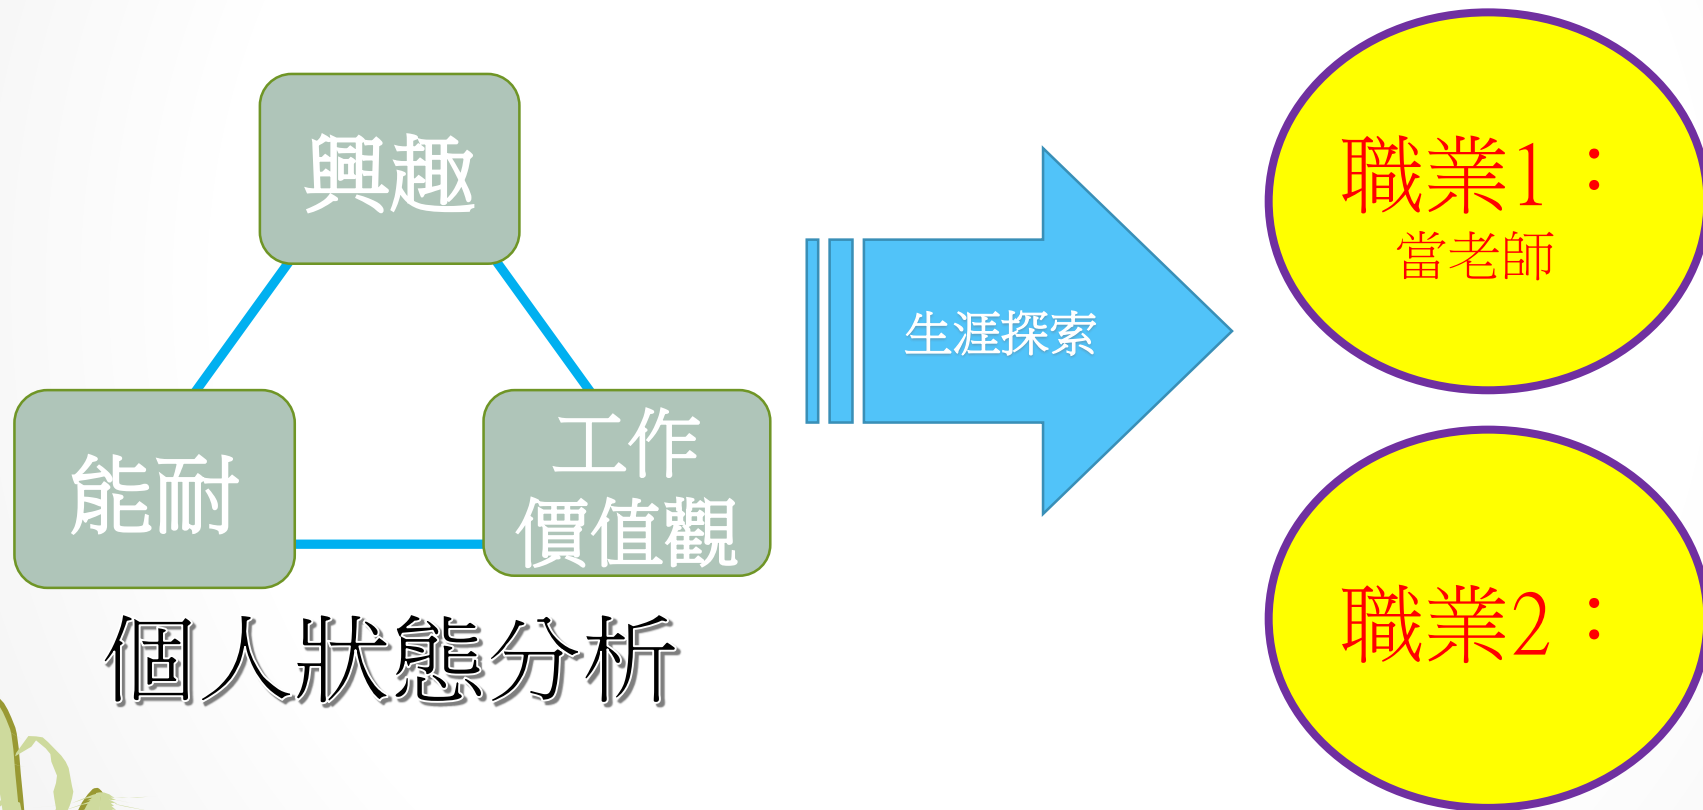 興趣
能耐
工作
價值觀
個人狀態分析
生涯探索
職業1：
當老師
職業2：